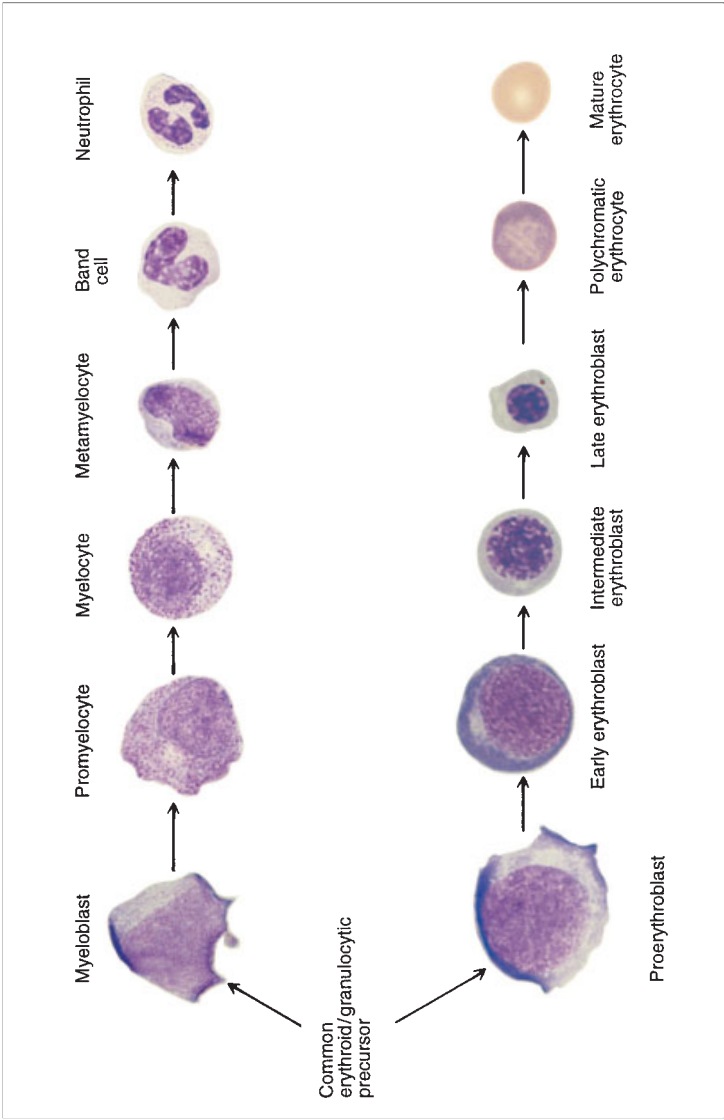 Myeloblast
Promyelocyte
Myelocyte
Metamyelocyte
Band
cell
Neutrophil
Common
erythroid/granulocytic
precursor
Proerythroblast
Early erythroblast
Intermediate
erythroblast
Late erythroblast
Polychromatic
erythrocyte
Mature
erythrocyte